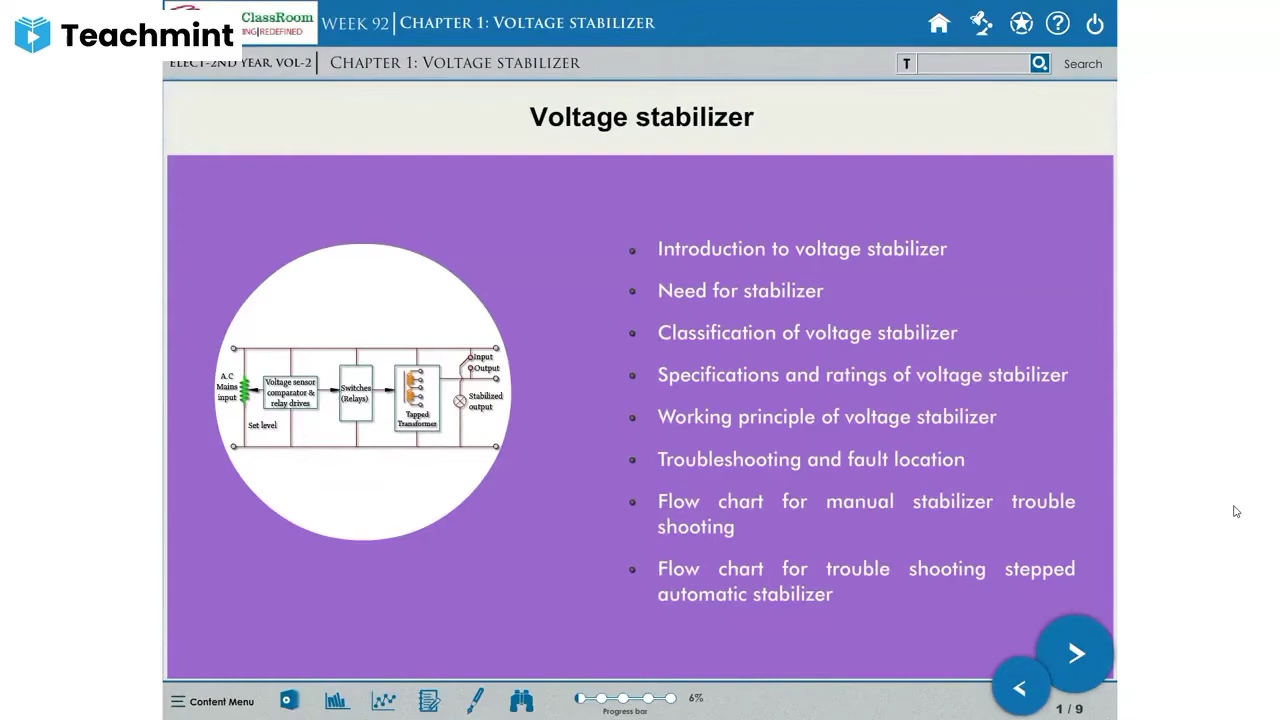 Teachmint
ClassRoom
ING|REDEFINED
WEEK 92
CHAPTER 1: VOLTAGE STABILIZER
ELECT-2ND YEAR, VOL-2
CHAPTER 1: VOLTAGE STABILIZER
T
Search
Voltage stabilizer
A.C
Mains
input
Set level
Voltage sensor
comparator &
relay drives
Switches
(Relays)
Tapped
Transformer
Input
Output
Stabilized
output
Introduction to voltage stabilizer
Need for stabilizer
Classification of voltage stabilizer
Specifications and ratings of voltage stabilizer
Working principle of voltage stabilizer
Troubleshooting and fault location
Flow chart for manual stabilizer trouble
shooting
Flow chart for trouble shooting stepped
automatic stabilizer
>
<
Content Menu
6%
Progress bar
1 / 9